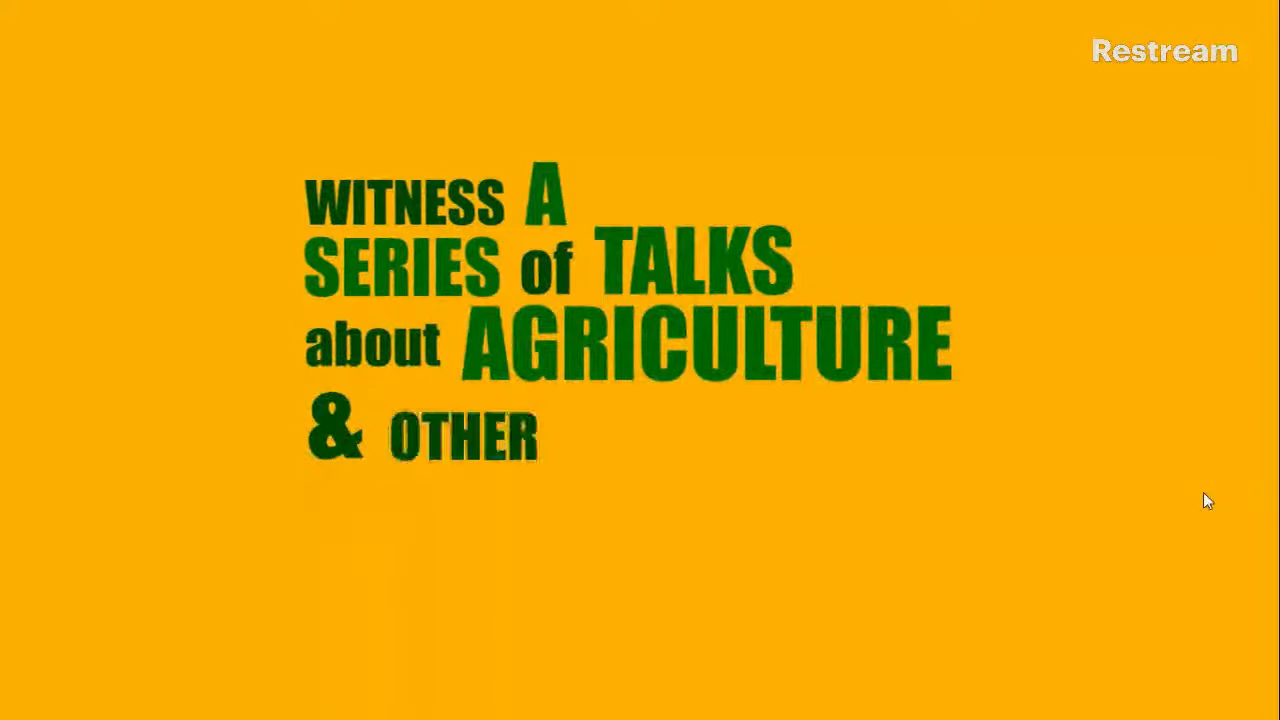 Restream
WITNESS A
SERIES of TALKS
about AGRICULTURE
& OTHER